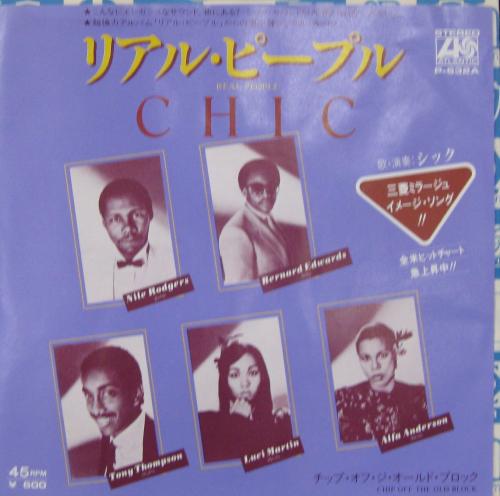 STEREO
ATLANTIC
P-632A
リアル・ピープル
REAL PEOPLE
CHIC
歌・演奏:シック
三菱ミラージュ
イメージ・ソング
!!
全米ヒットチャート
急上昇中!!
Nile Rodgers
Bernard Edwards
Tony Thompson
Luci Martin
Alfa Anderson
45RPM
¥ 600
チップ・オフ・ジ・オールド・ブロック
CHIP OFF THE OLD BLOCK